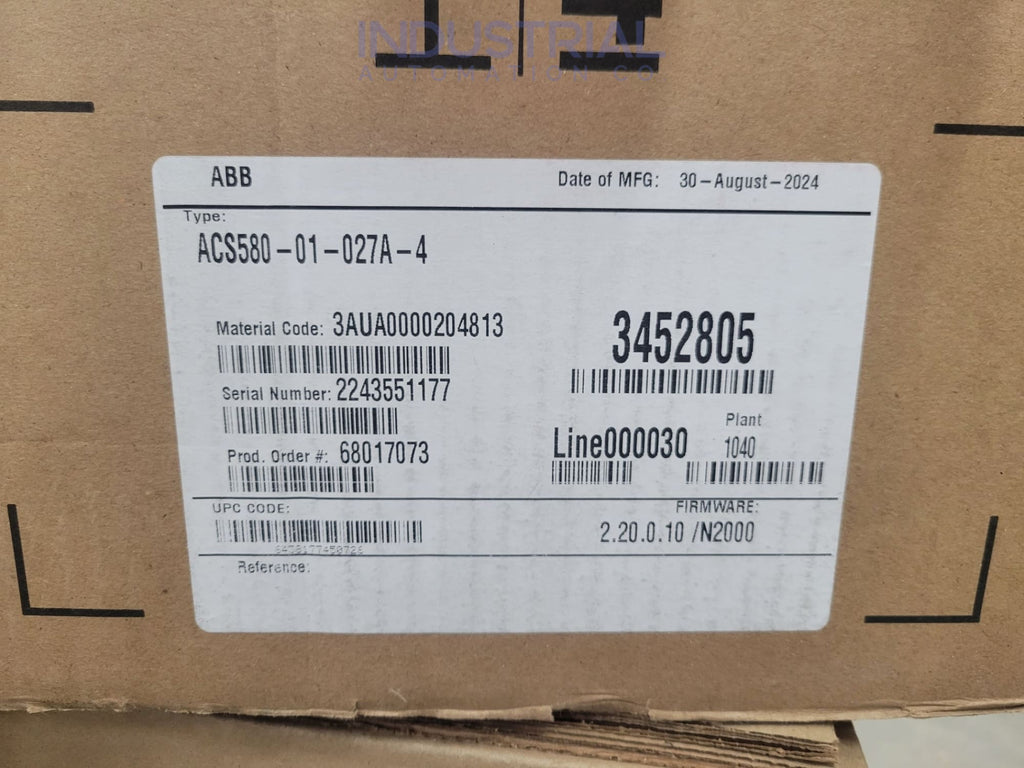 INDUSTRIAL
AUTOMATION CO
ABB Date of MFG: 30-August-2024
Type:
ACS580-01-027A-4
Material Code: 3AUA0000204813
3452805
Serial Number: 2243551177
Plant
Line000030 1040
Prod. Order #: 68017073
UPC CODE: FIRMWARE:
2.20.0.10 /N2000
Reference: